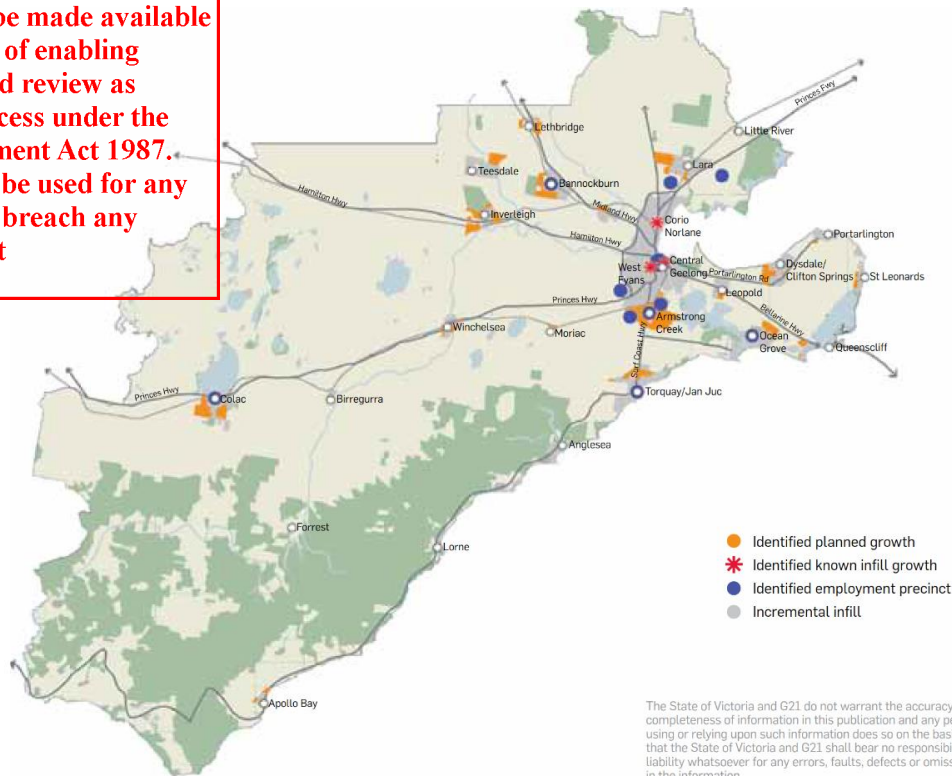 be made available
of enabling
d review as
cess under the
ment Act 1987.
be used for any
breach any
t
Princes Fwy
Little River
Lethbridge
Lara
Teesdale
Bannockburn
Hamilton Hwy
Midland Hwy
Inverleigh
Corio
Norlane
Hamilton Hwy
Portarlington
Central
Geelong
West
Fyans
Portarlington Rd
Dysdale/
Clifton Springs
St Leonards
Leopold
Princes Hwy
Bellarine Hwy
Armstrong
Creek
Winchelsea
Moriac
Ocean
Grove
Queenscliff
Surf Coast Hwy
Princes Hwy
Colac
Birregurra
Torquay/Jan Juc
Anglesea
Forrest
Lorne
Apollo Bay
Identified planned growth
Identified known infill growth
Identified employment precinct
Incremental infill
The State of Victoria and G21 do not warrant the accuracy
completeness of information in this publication and any pe
using or relying upon such information does so on the bas
that the State of Victoria and G21 shall bear no responsibi
liability whatsoever for any errors, faults, defects or omiss
in the information